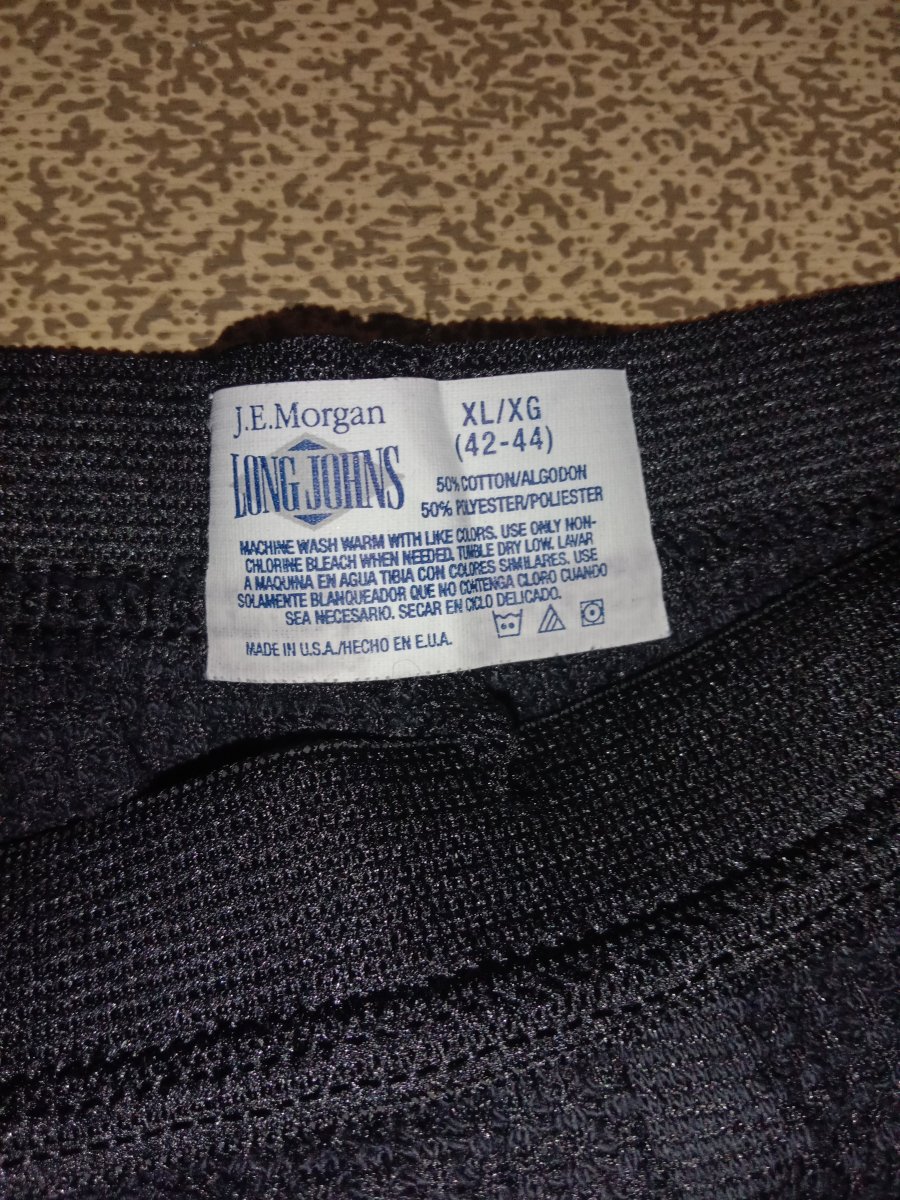 J.E.Morgan
LONG JOHNS
XL/XG
(42-44)
50% COTTON/ALGODON
50% POLYESTER/POLIESTER
MACHINE WASH WARM WITH LIKE COLORS. USE ONLY NON-
CHLORINE BLEACH WHEN NEEDED. TUMBLE DRY LOW. LAVAR
A MAQUINA EN AGUA TIBIA CON COLORES SIMILARES. USE
SOLAMENTE BLANQUEADOR QUE NO CONTENGA CLORO CUANDO
SEA NECESARIO. SECAR EN CICLO DELICADO.
MADE IN U.S.A./HECHO EN E.U.A.